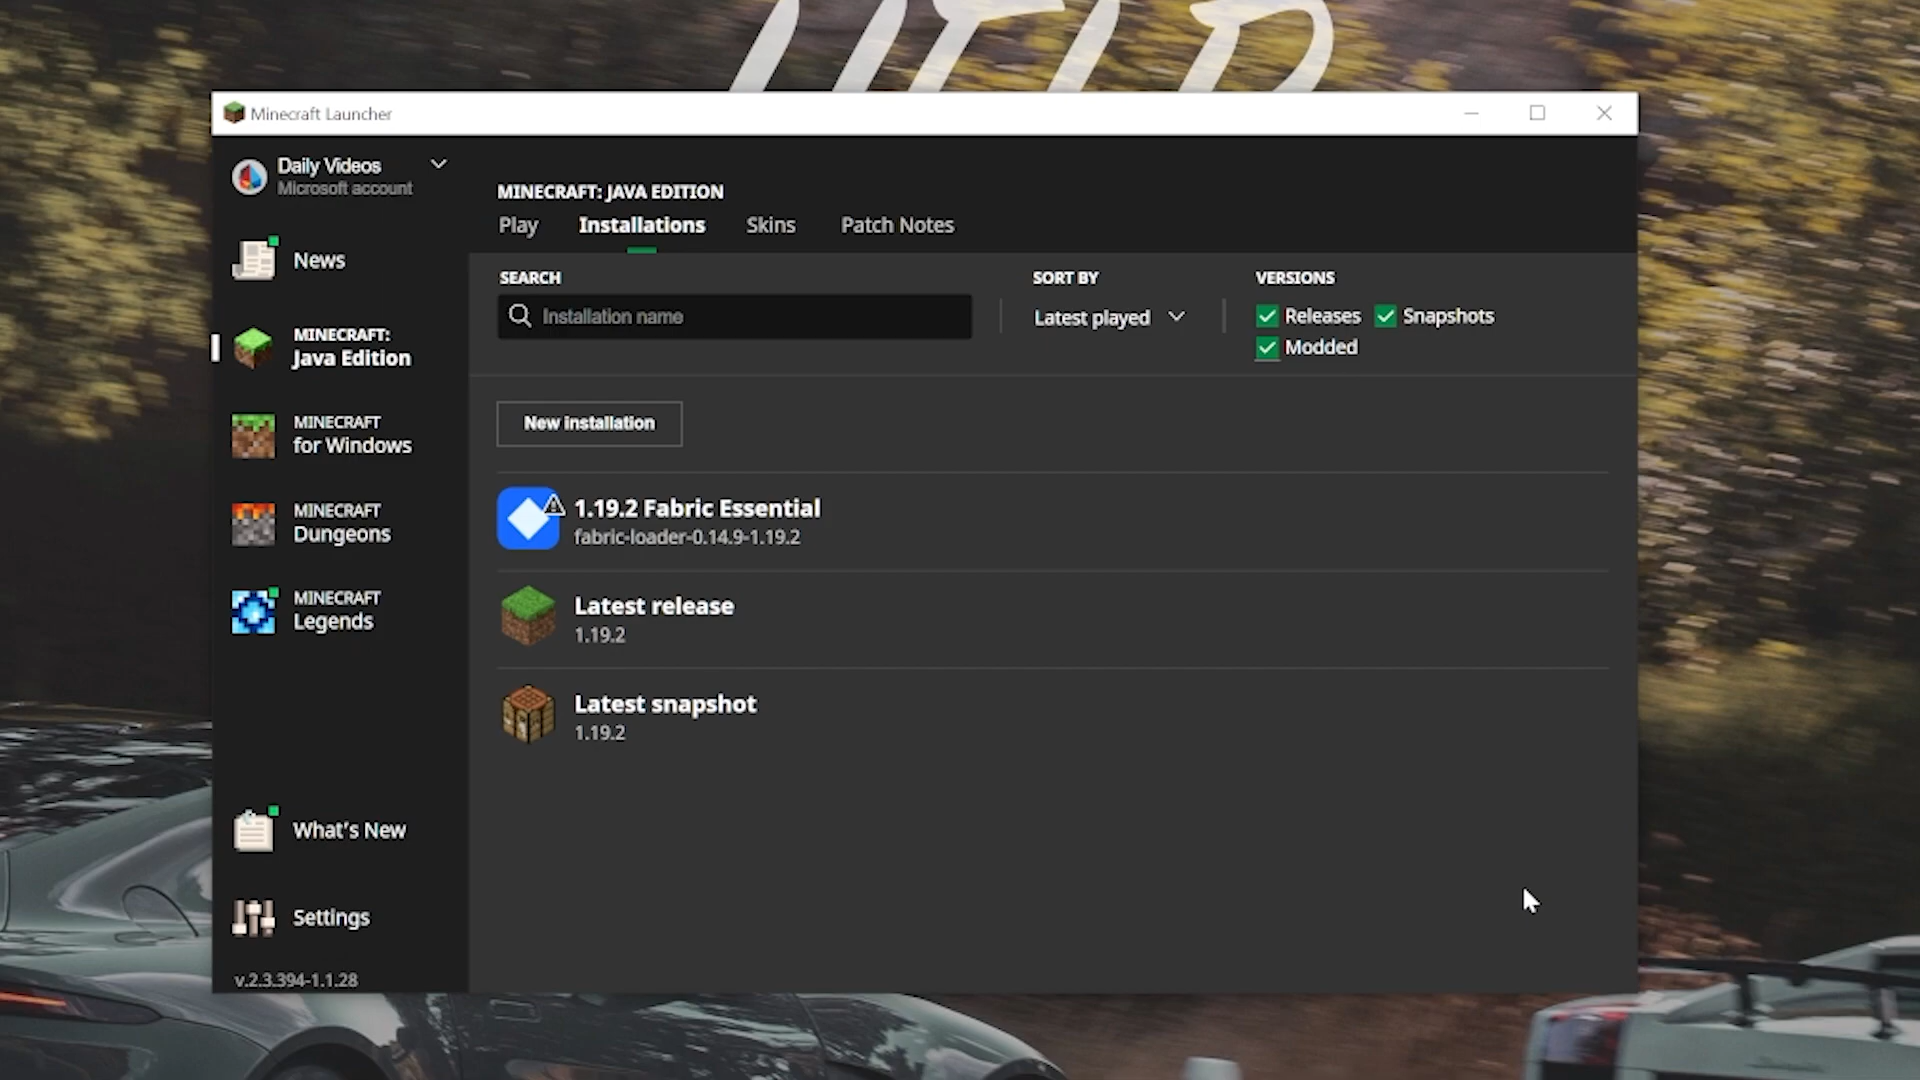 Minecraft Launcher
Daily Videos
Microsoft account
News
MINECRAFT:
Java Edition
MINECRAFT
for Windows
MINECRAFT
Dungeons
MINECRAFT
Legends
What's New
Settings
v.2.3.394-1.1.28
MINECRAFT: JAVA EDITION
Play
Installations
Skins
Patch Notes
SEARCH
Installation name
SORT BY
Latest played
VERSIONS
Releases
Snapshots
Modded
New installation
1.19.2 Fabric Essential
fabric-loader-0.14.9-1.19.2
Latest release
1.19.2
Latest snapshot
1.19.2